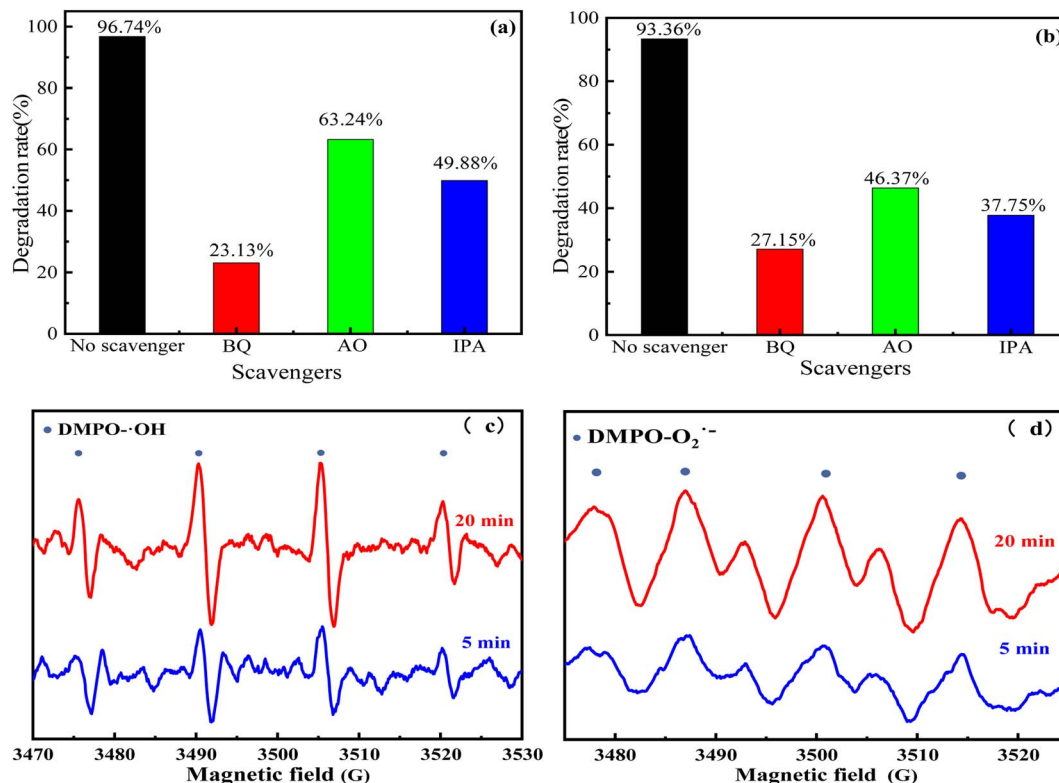 (a)
96.74%
63.24%
49.88%
23.13%
Degradation rate(%)
100
80
60
40
20
0
No scavenger BQ AO IPA
Scavengers
(b)
93.36%
46.37%
37.75%
27.15%
Degradation rate(%)
100
80
60
40
20
0
No scavenger BQ AO IPA
Scavengers
( c)
DMPO-·OH
20 min
5 min
3470 3480 3490 3500 3510 3520 3530
Magnetic field (G)
( d)
DMPO-O₂·⁻
20 min
5 min
3480 3490 3500 3510 3520
Magnetic field (G)